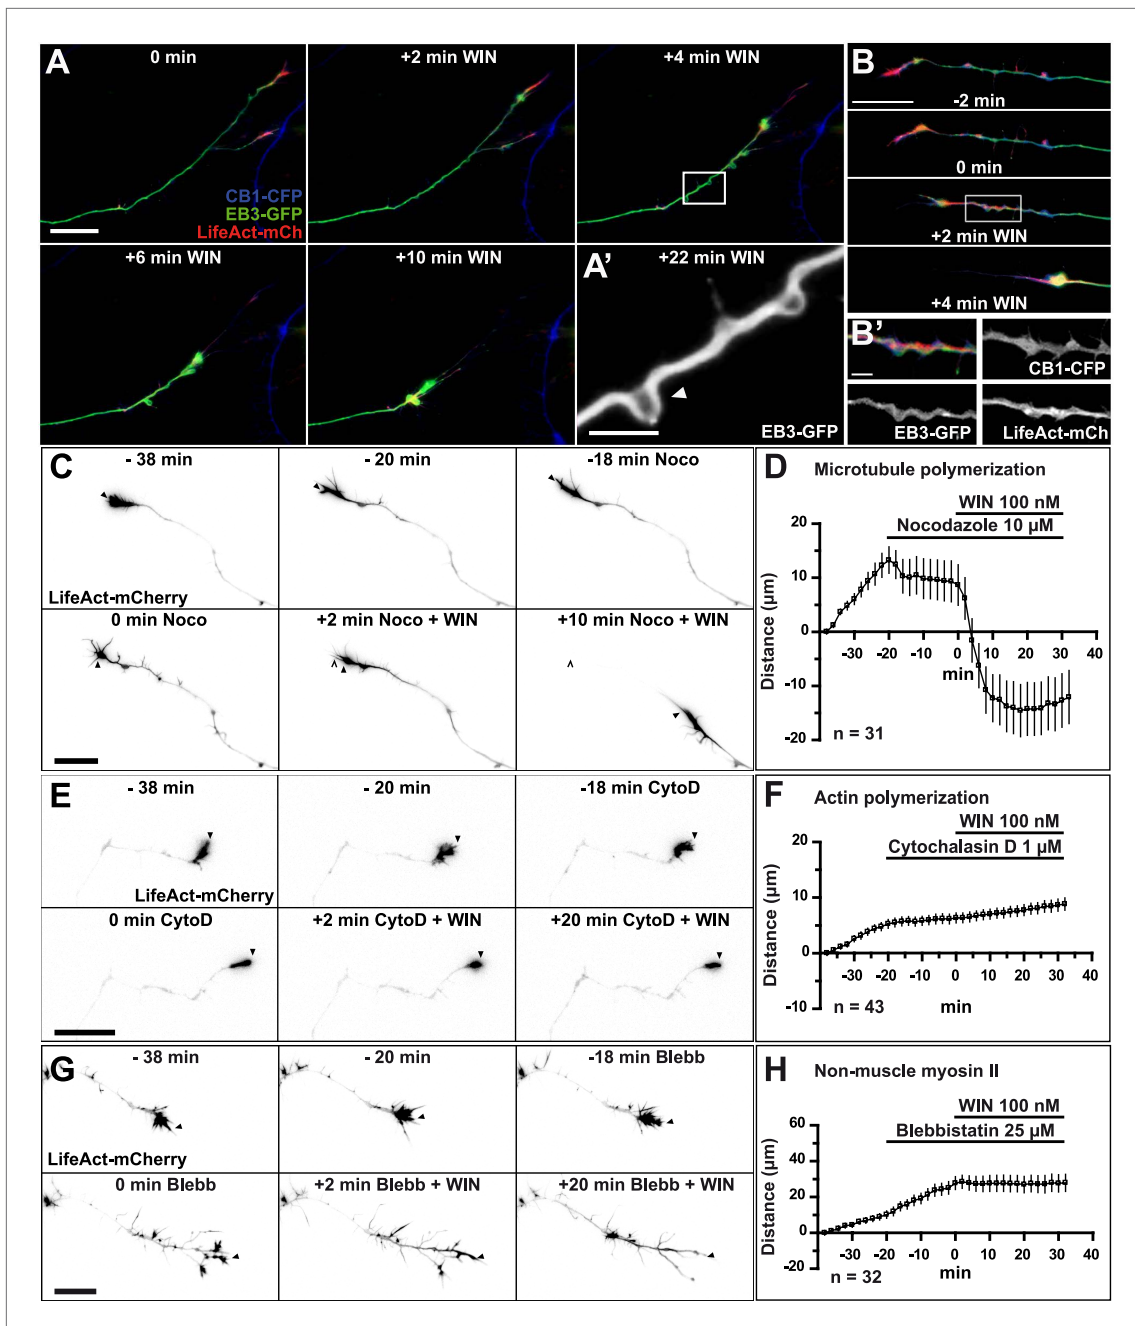 A
0 min
+2 min WIN
+4 min WIN
CB1-CFP
EB3-GFP
LifeAct-mCh
+6 min WIN
+10 min WIN
A'
+22 min WIN
EB3-GFP
B
-2 min
0 min
+2 min WIN
+4 min WIN
B'
CB1-CFP
EB3-GFP
LifeAct-mCh
C
- 38 min
- 20 min
-18 min Noco
LifeAct-mCherry
0 min Noco
+2 min Noco + WIN
+10 min Noco + WIN
D
Microtubule polymerization
WIN 100 nM
Nocodazole 10 µM
Distance (µm)
20
10
0
-10
-20
-30
-20
-10
0
10
20
30
40
min
n = 31
E
- 38 min
- 20 min
-18 min CytoD
LifeAct-mCherry
0 min CytoD
+2 min CytoD + WIN
+20 min CytoD + WIN
F
Actin polymerization
WIN 100 nM
Cytochalasin D 1 µM
Distance (µm)
20
10
0
-10
-30
-20
-10
0
10
20
30
40
min
n = 43
G
- 38 min
- 20 min
-18 min Blebb
LifeAct-mCherry
0 min Blebb
+2 min Blebb + WIN
+20 min Blebb + WIN
H
Non-muscle myosin II
WIN 100 nM
Blebbistatin 25 µM
Distance (µm)
60
40
20
0
-20
-30
-20
-10
0
10
20
30
40
min
n = 32